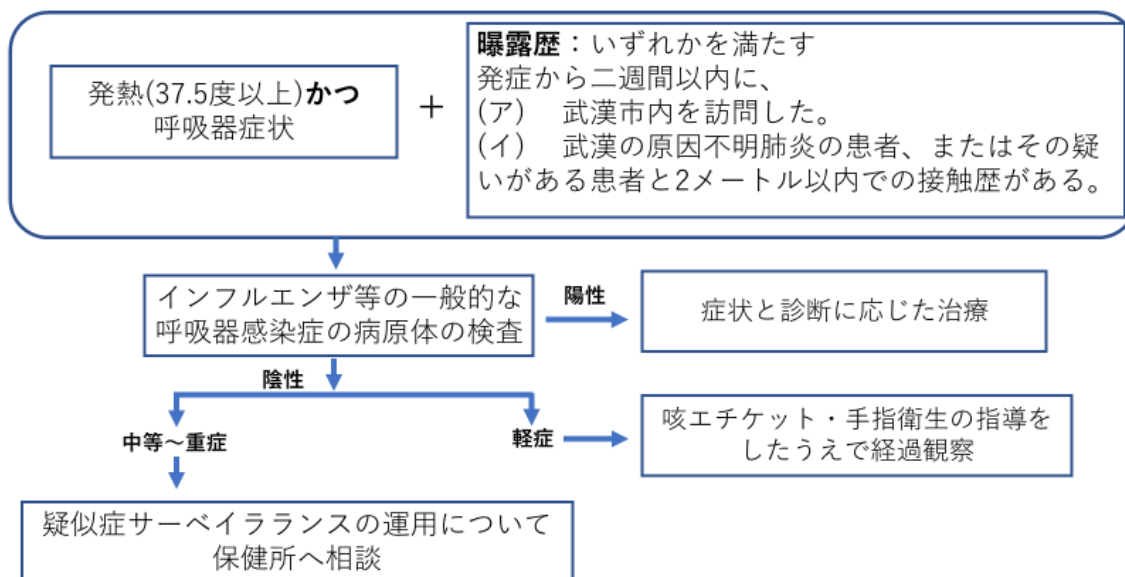 発熱(37.5度以上)かつ
呼吸器症状
+
曝露歴：いずれかを満たす
発症から二週間以内に、
(ア)　武漢市内を訪問した。
(イ)　武漢の原因不明肺炎の患者、またはその疑
いがある患者と2メートル以内での接触歴がある。
インフルエンザ等の一般的な
呼吸器感染症の病原体の検査
陽性
症状と診断に応じた治療
陰性
中等～重症
軽症
咳エチケット・手指衛生の指導を
したうえで経過観察
疑似症サーベイララランスの運用について
保健所へ相談